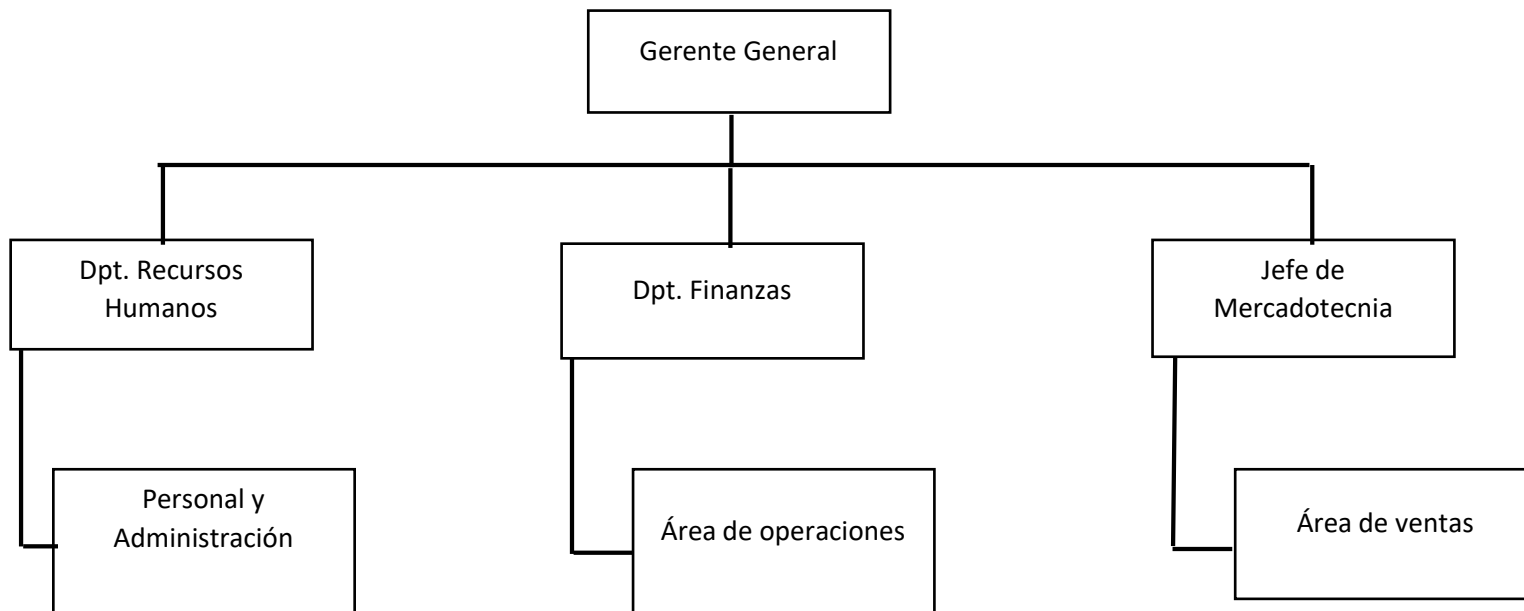 Gerente General
Dpt. Recursos
Humanos
Dpt. Finanzas
Jefe de
Mercadotecnia
Personal y
Administración
Área de operaciones
Área de ventas